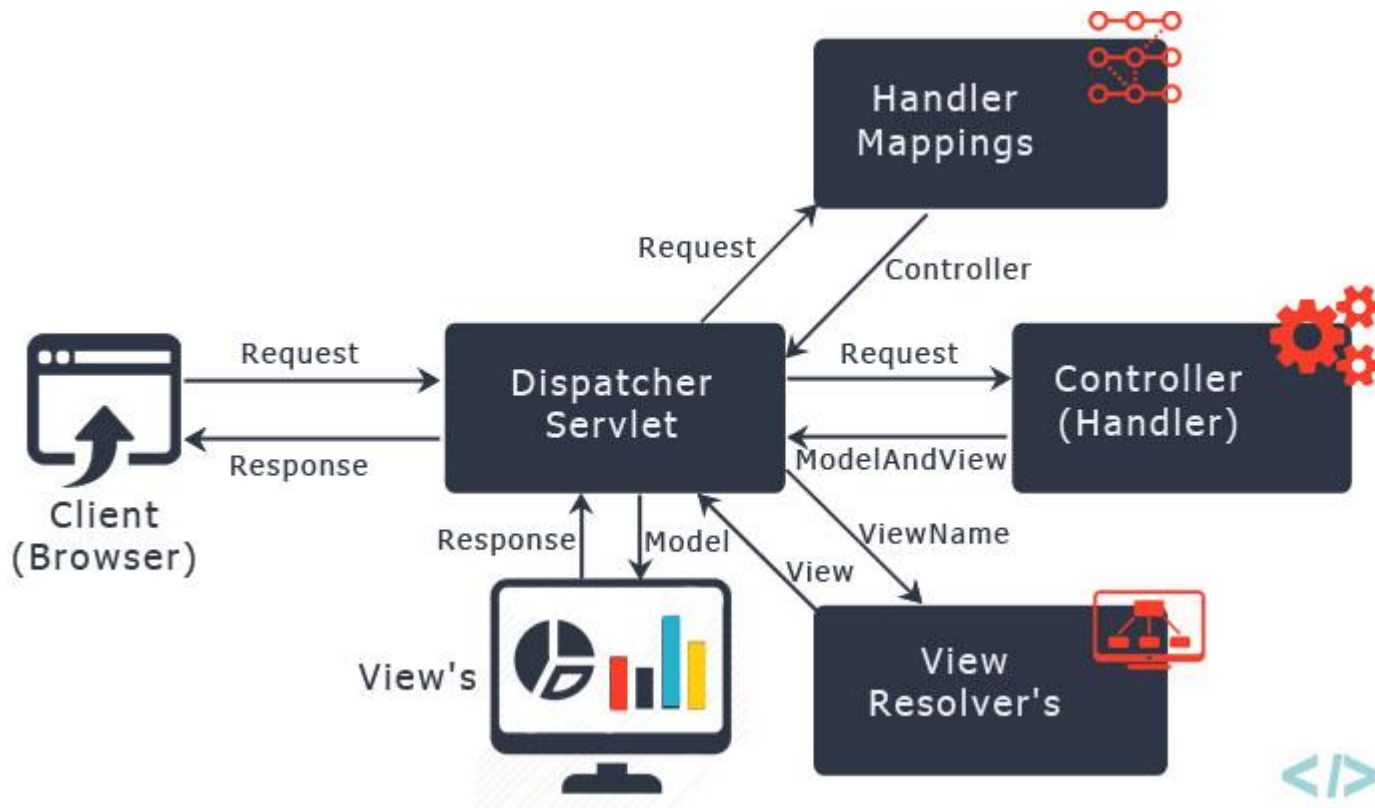 Handler
Mappings
Request
Controller
Request
Request
Dispatcher
Servlet
Controller
(Handler)
Response
ModelAndView
Client
(Browser)
Response
Model
ViewName
View
View's
View
Resolver's
</>